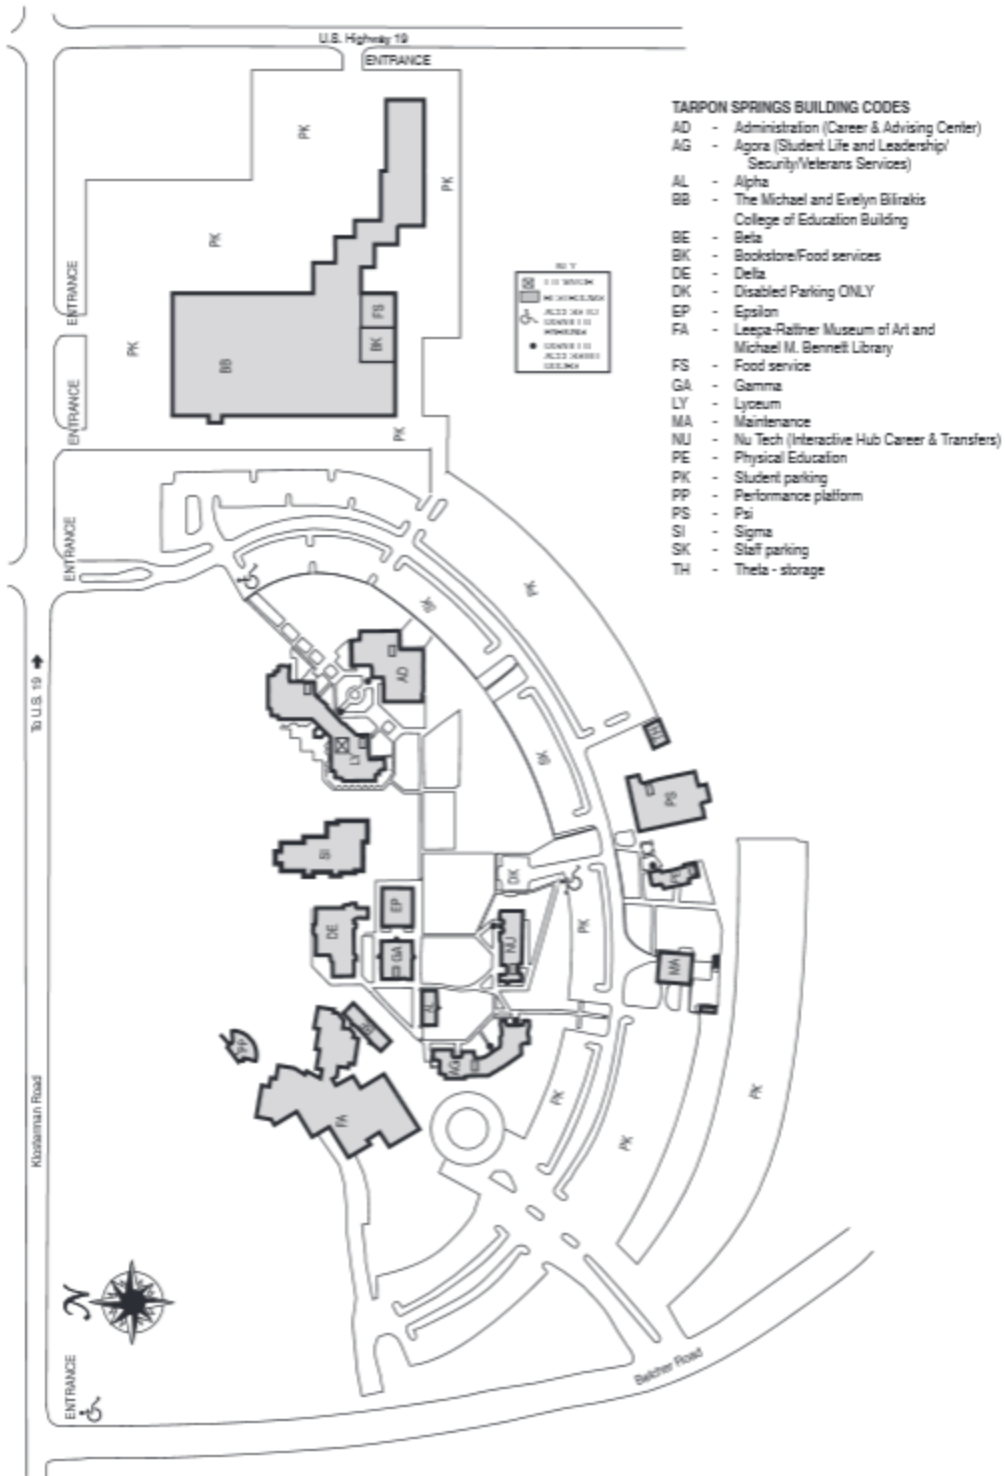 U.S. Highway 19
ENTRANCE
TARPON SPRINGS BUILDING CODES
AD - Administration (Career & Advising Center)
AG - Agora (Student Life and Leadership/
Security/Veterans Services)
AL - Alpha
BB - The Michael and Evelyn Bilirakis
College of Education Building
BE - Beta
BK - Bookstore/Food services
DE - Delta
DK - Disabled Parking ONLY
EP - Epsilon
FA - Leepa-Rattner Museum of Art and
Michael M. Bennett Library
FS - Food service
GA - Gamma
LY - Lyceum
MA - Maintenance
NU - Nu Tech (Interactive Hub Career & Transfers)
PE - Physical Education
PK - Student parking
PP - Performance platform
PS - Psi
SI - Sigma
SK - Staff parking
TH - Theta - storage
PK
PK
PK
ENTRANCE
FS
PK
BK
BB
ENTRANCE
PK
ENTRANCE
PK
SK
To U.S. 19
AD
TH
SK
LY
PS
SI
DK
PE
EP
PK
DE
NU
GA
MA
AL
PP
AG
PK
PK
FA
PK
Klosterman Road
N
Belcher Road
ENTRANCE